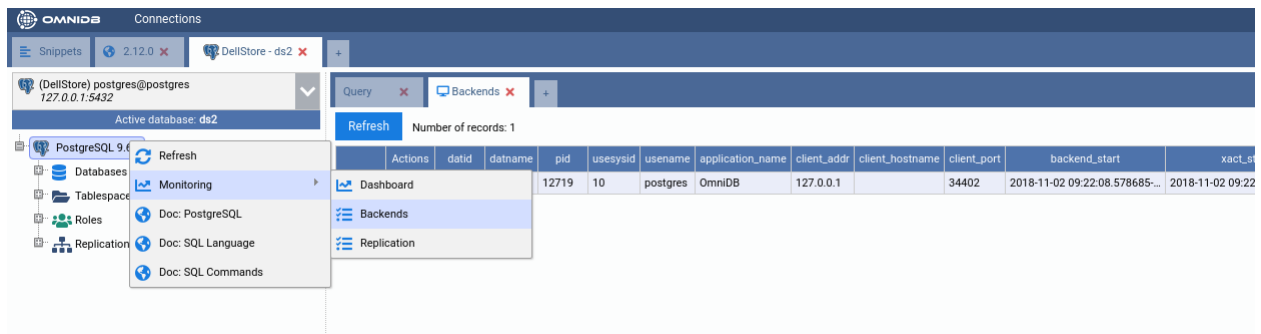 OMNIDB Connections
Snippets 2.12.0 DellStore - ds2 +
(DellStore) postgres@postgres
127.0.0.1:5432
Active database: ds2
PostgreSQL 9.6
Databases
Tablespace
Roles
Replication
Refresh
Monitoring
Doc: PostgreSQL
Doc: SQL Language
Doc: SQL Commands
Dashboard
Backends
Replication
Query Backends +
Refresh Number of records: 1
Actions datid datname pid usesysid usename application_name client_addr client_hostname client_port backend_start xact_st
12719 10 postgres OmniDB 127.0.0.1 34402 2018-11-02 09:22:08.578685-... 2018-11-02 09:22